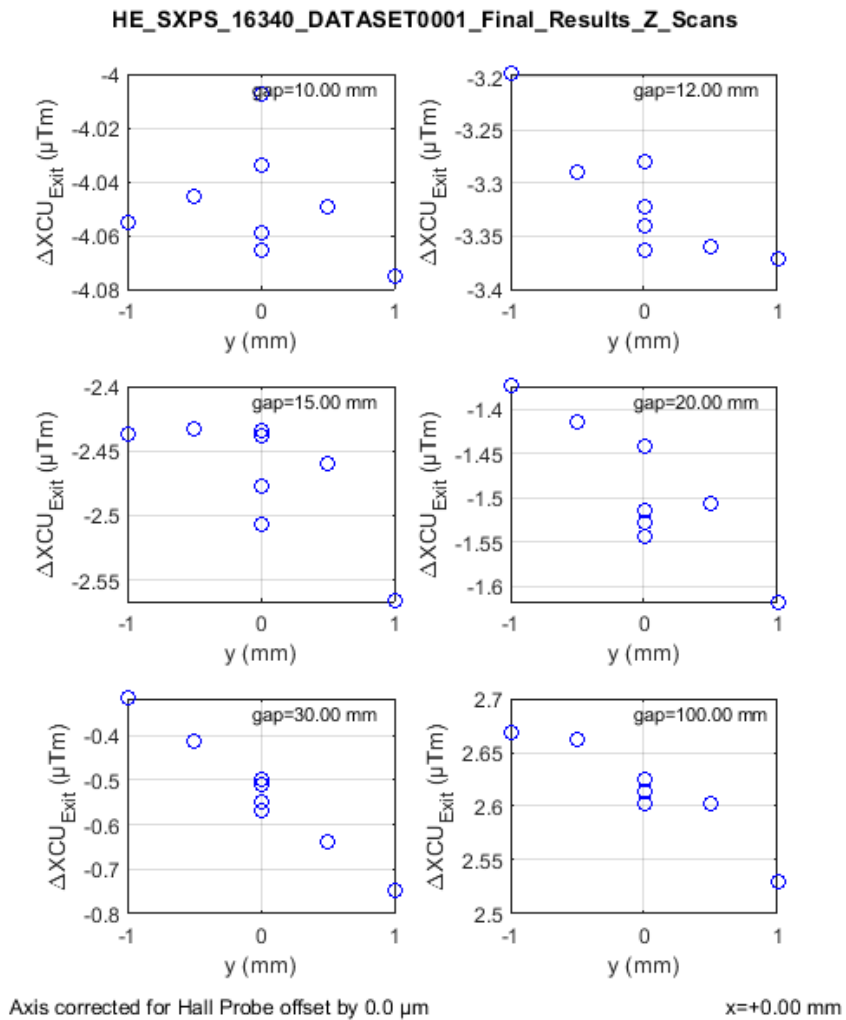 HE_SXPS_16340_DATASET0001_Final_Results_Z_Scans
gap=10.00 mm
-4
-4.02
-4.04
-4.06
-4.08
ΔXCU_Exit (µTm)
-1 0 1
y (mm)
gap=12.00 mm
-3.2
-3.25
-3.3
-3.35
-3.4
ΔXCU_Exit (µTm)
-1 0 1
y (mm)
gap=15.00 mm
-2.4
-2.45
-2.5
-2.55
ΔXCU_Exit (µTm)
-1 0 1
y (mm)
gap=20.00 mm
-1.4
-1.45
-1.5
-1.55
-1.6
ΔXCU_Exit (µTm)
-1 0 1
y (mm)
gap=30.00 mm
-0.4
-0.5
-0.6
-0.7
-0.8
ΔXCU_Exit (µTm)
-1 0 1
y (mm)
gap=100.00 mm
2.7
2.65
2.6
2.55
2.5
ΔXCU_Exit (µTm)
-1 0 1
y (mm)
Axis corrected for Hall Probe offset by 0.0 µm
x=+0.00 mm